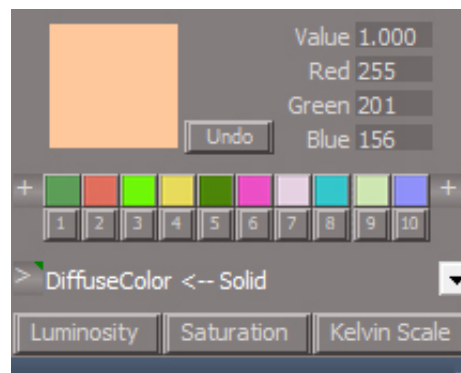 Value 1.000
Red 255
Green 201
Undo Blue 156
+ +
1 2 3 4 5 6 7 8 9 10
> DiffuseColor <-- Solid
Luminosity Saturation Kelvin Scale